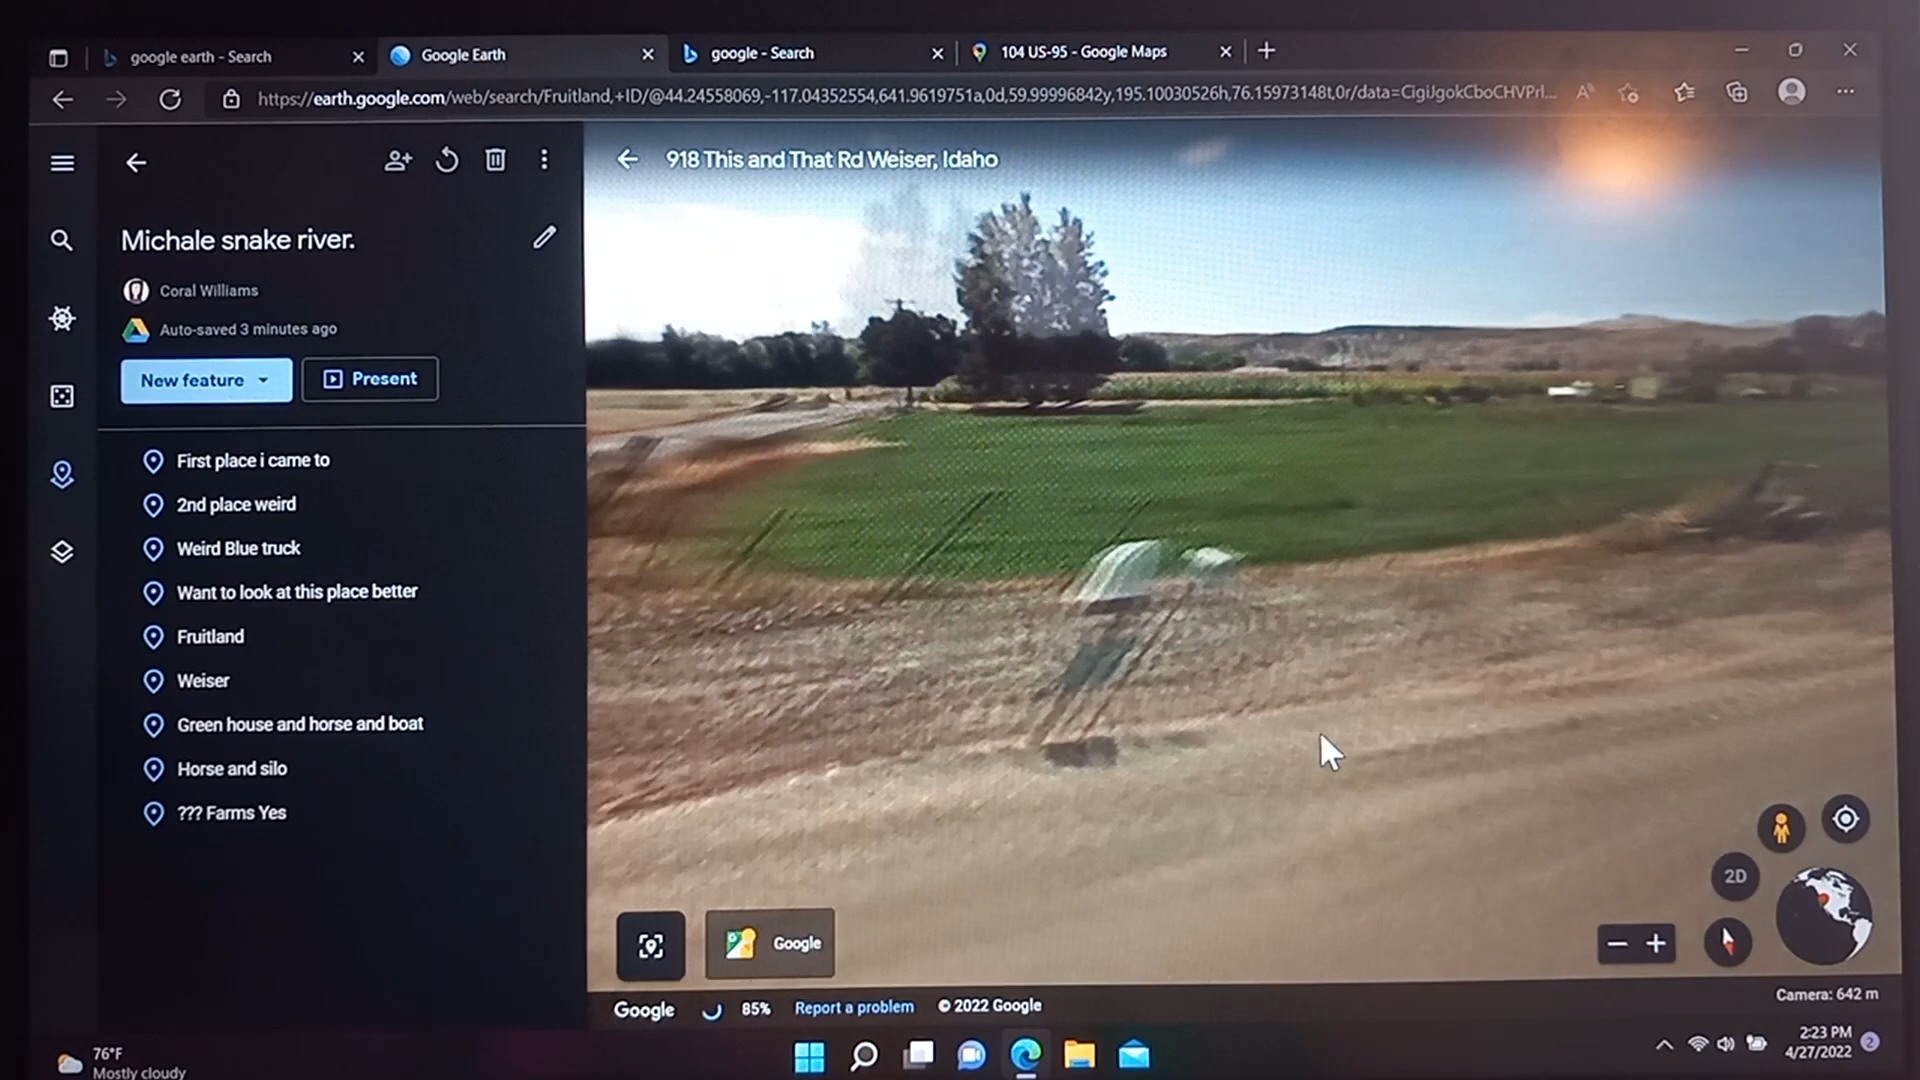 google earth - Search
Google Earth
google - Search
104 US-95 - Google Maps
https://earth.google.com/web/search/Fruitland,+ID/@44.24558069,-117.04352554,641.9619751a,0d,59.99996842y,195.10030526h,76.15973148t,0r/data=CigiJgokCboCHVPrl...
918 This and That Rd Weiser, Idaho
Michale snake river.
Coral Williams
Auto-saved 3 minutes ago
New feature
Present
First place i came to
2nd place weird
Weird Blue truck
Want to look at this place better
Fruitland
Weiser
Green house and horse and boat
Horse and silo
??? Farms Yes
2D
Google
Google
85%
Report a problem
© 2022 Google
Camera: 642 m
76°F
Mostly cloudy
2:23 PM
4/27/2022
2